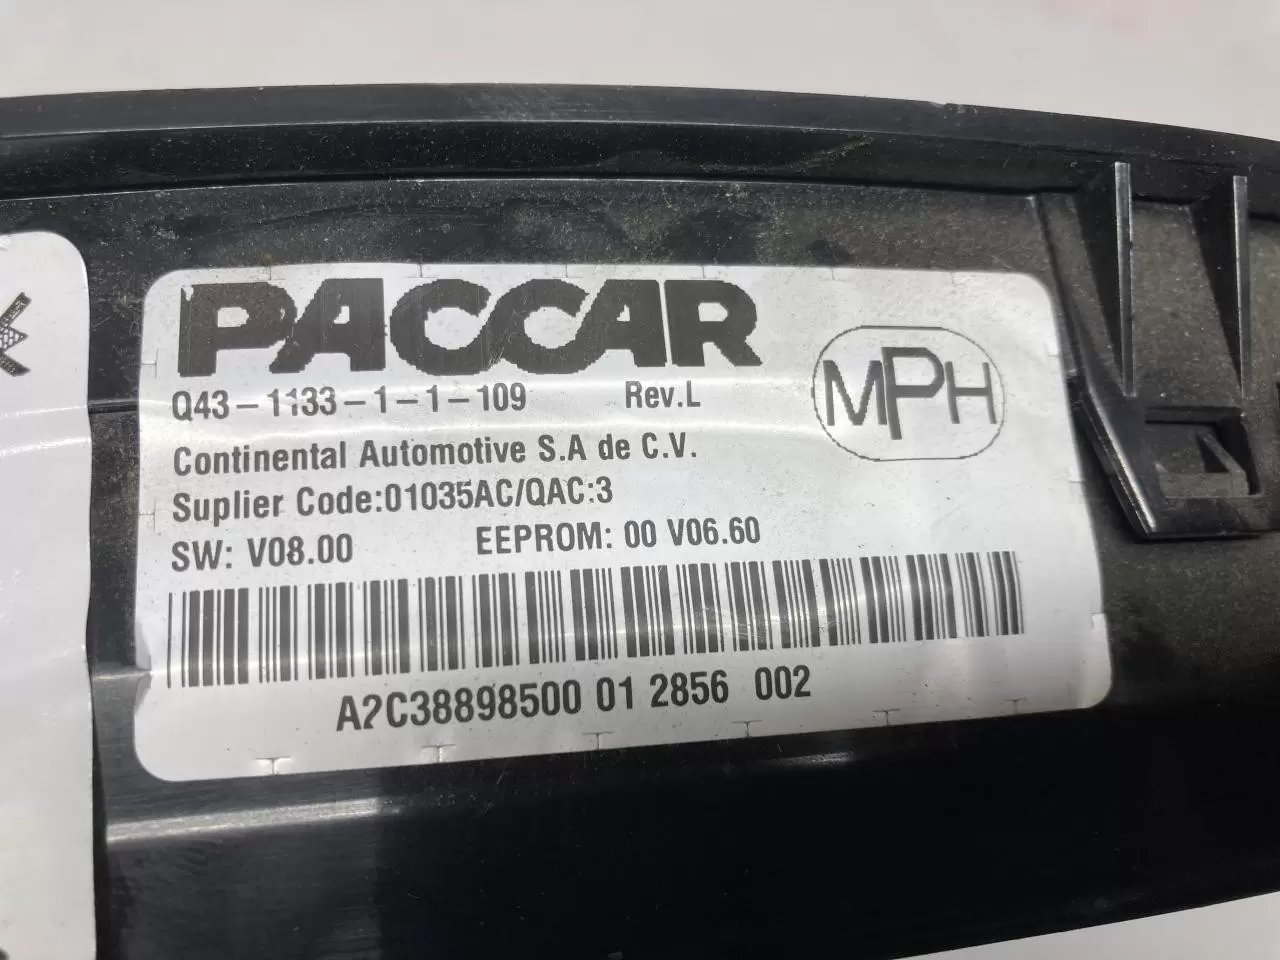 PACCAR
Q43-1133-1-1-109 Rev.L
MPH
Continental Automotive S.A de C.V.
Suplier Code:01035AC/QAC:3
SW: V08.00 EEPROM: 00 V06.60
A2C38898500 01 2856 002